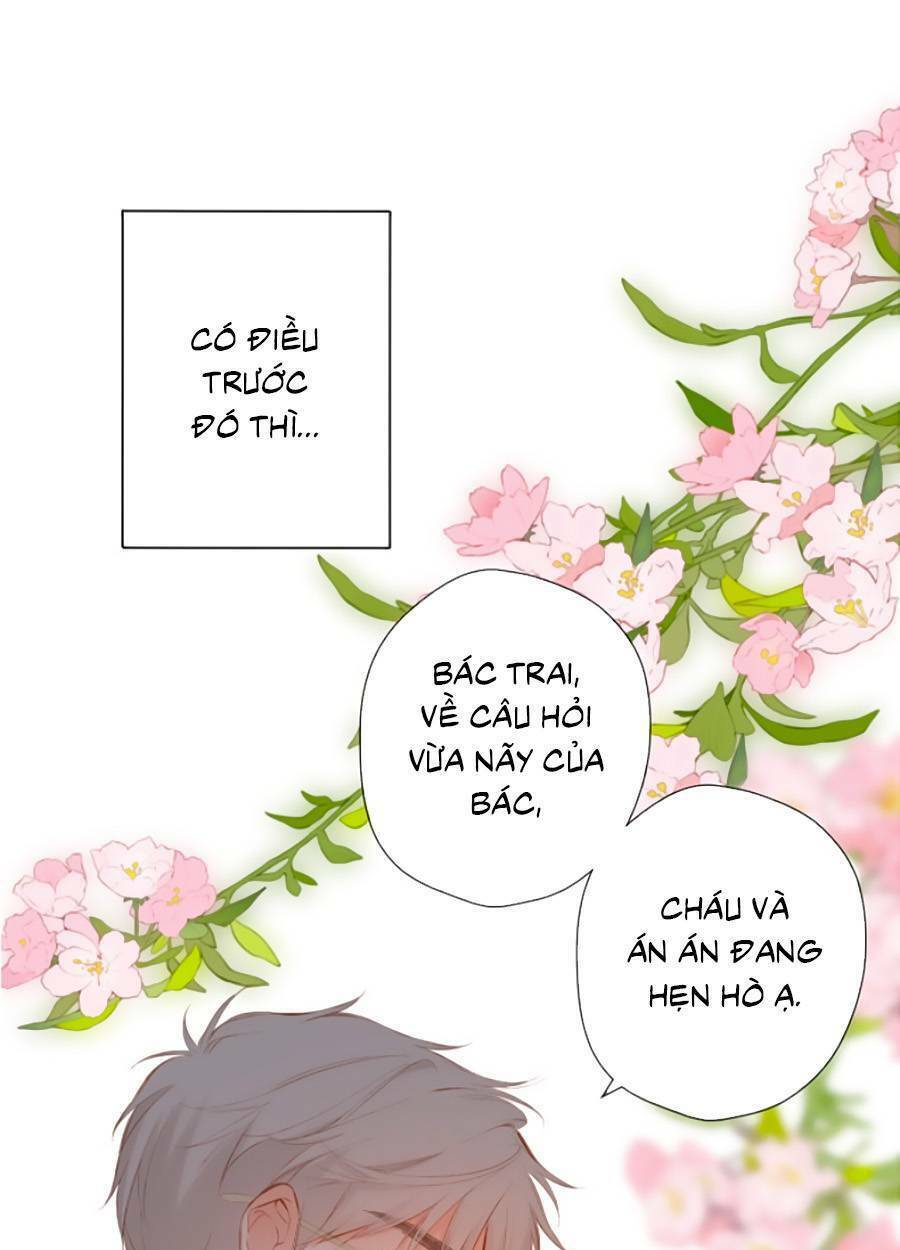 CÓ ĐIỀU
TRƯỚC
ĐÓ THÌ...
BÁC TRAI,
VỀ CÂU HỎI
VỪA NÃY CỦA
BÁC,
CHÁU VÀ
ÁN ÁN ĐANG
HẸN HÒ Ạ.